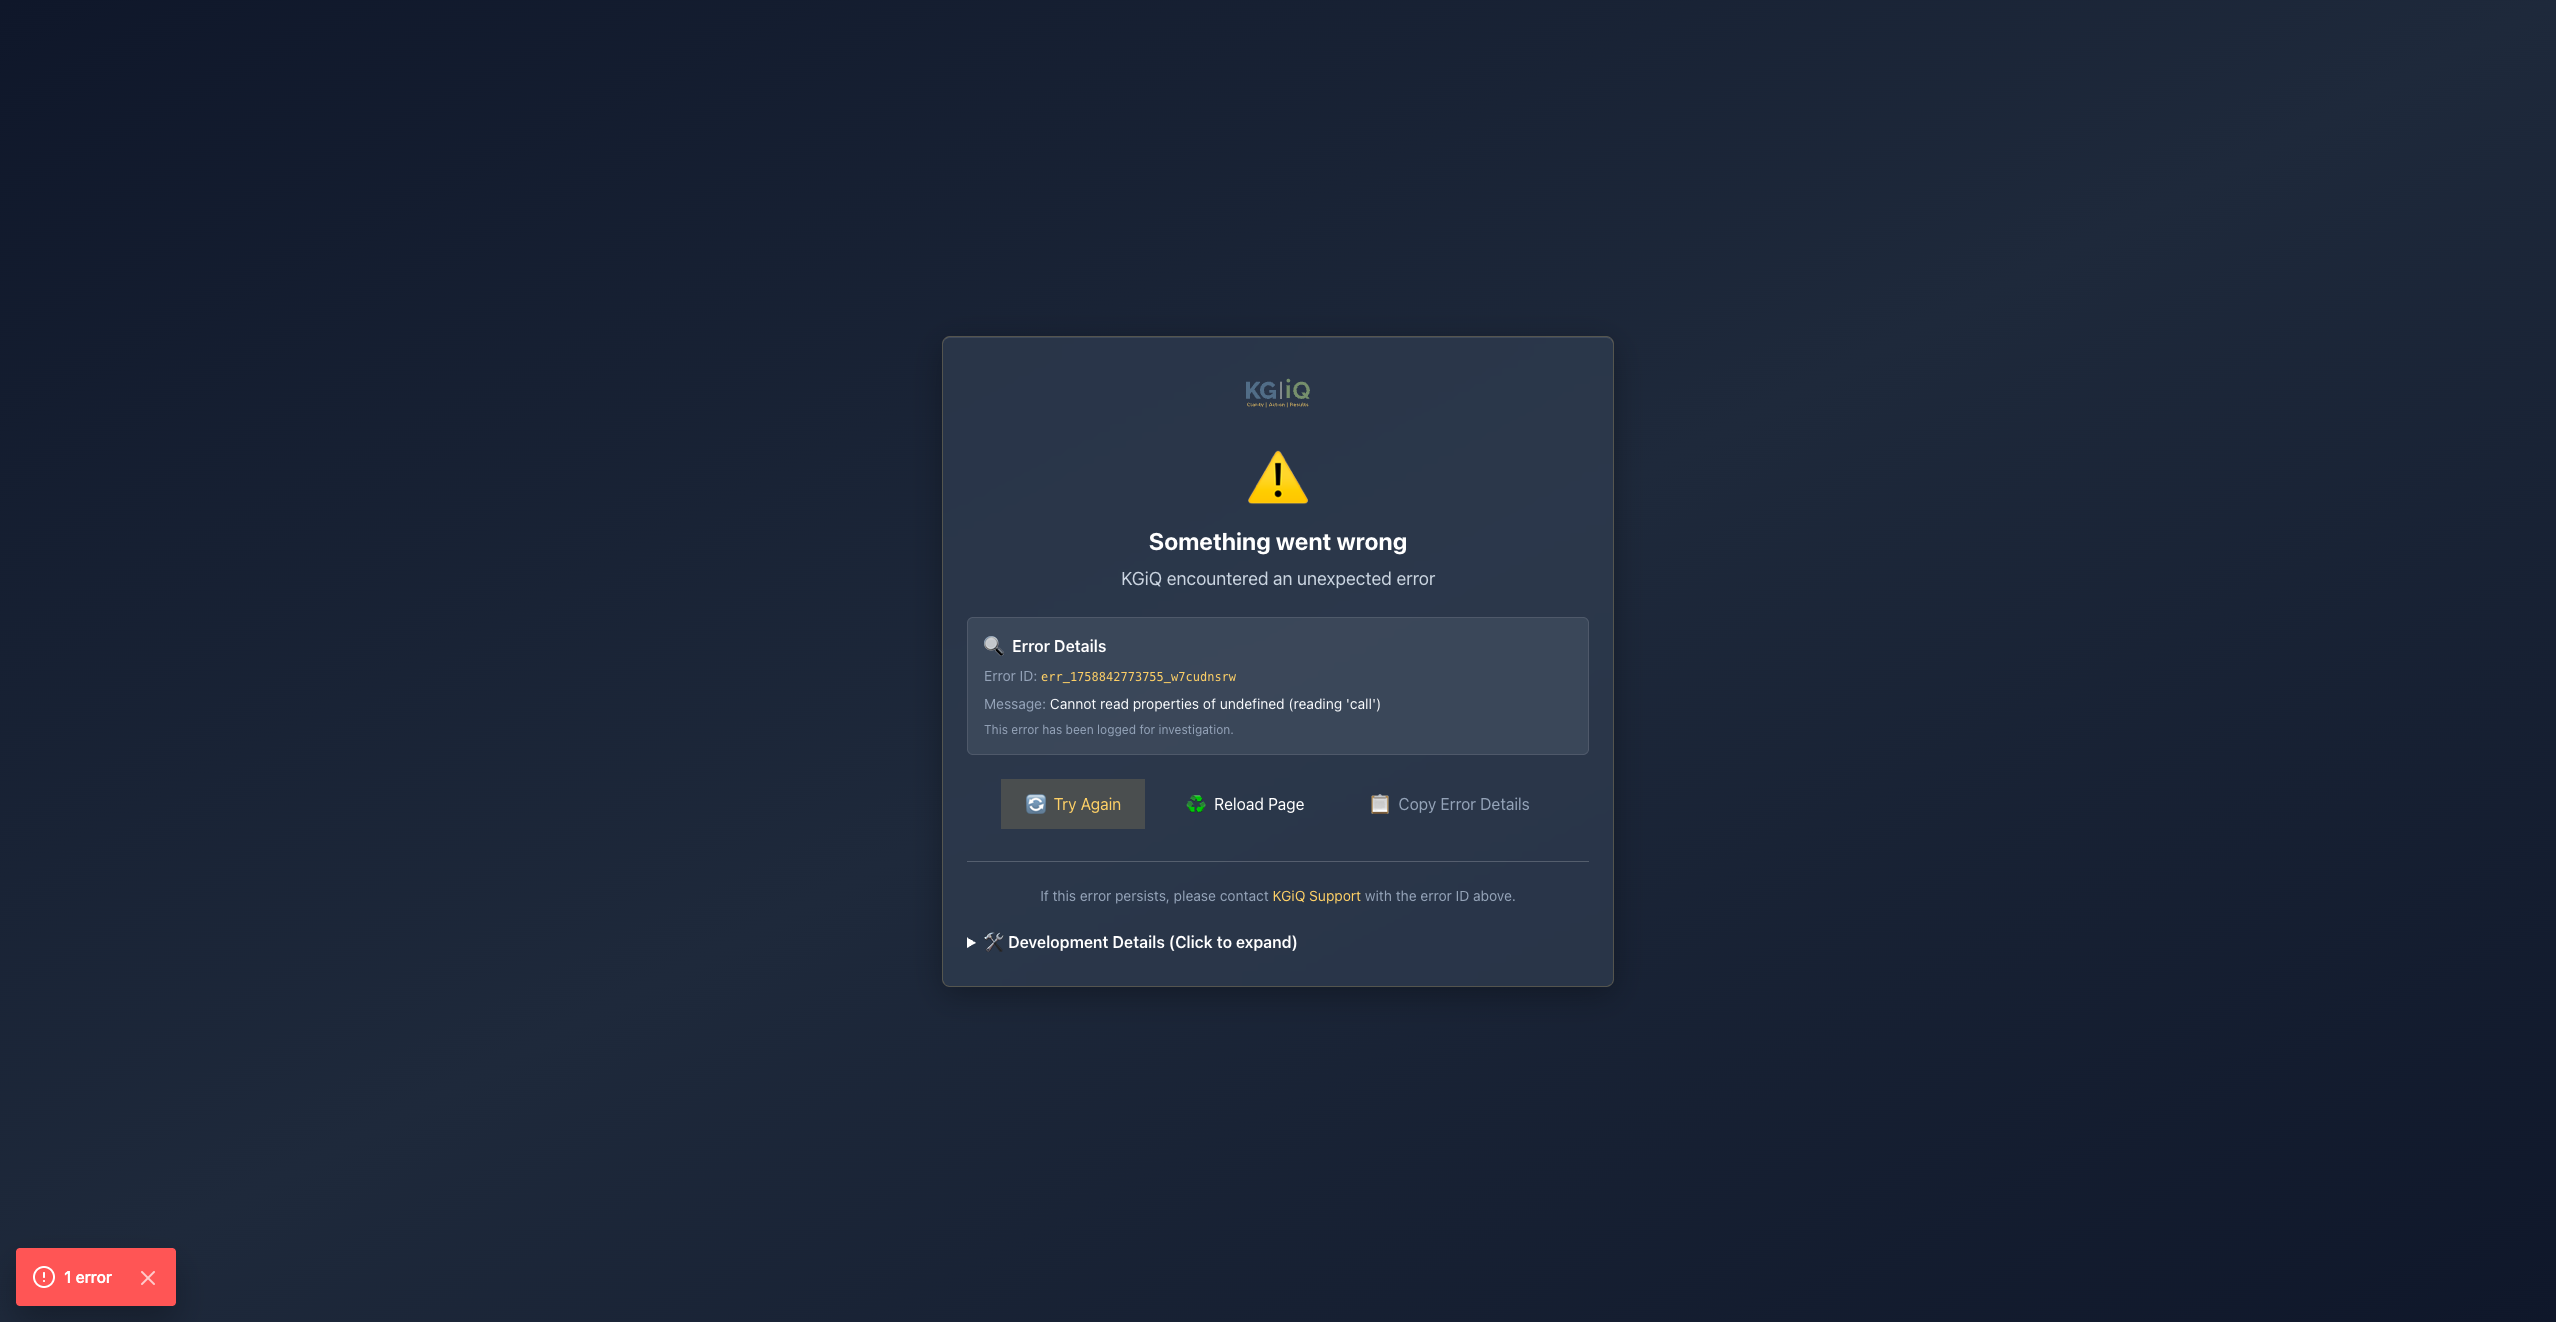 KG|iQ
Clarity | Action | Results
Something went wrong
KGiQ encountered an unexpected error
Error Details
Error ID: err_1758842773755_w7cudnsrw
Message: Cannot read properties of undefined (reading 'call')
This error has been logged for investigation.
Try Again
Reload Page
Copy Error Details
If this error persists, please contact KGiQ Support with the error ID above.
Development Details (Click to expand)
1 error